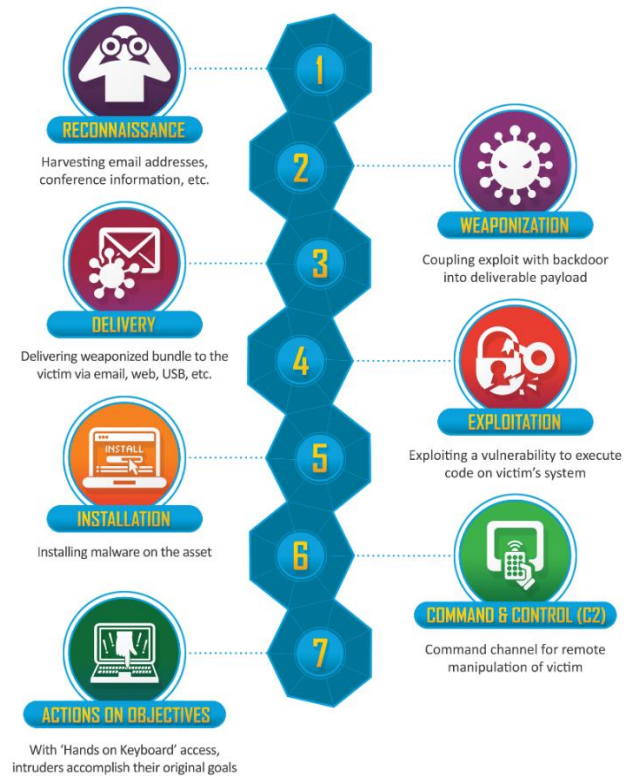 1
RECONNAISSANCE
Harvesting email addresses,
conference information, etc.
2
WEAPONIZATION
Coupling exploit with backdoor
into deliverable payload
3
DELIVERY
Delivering weaponized bundle to the
victim via email, web, USB, etc.
4
EXPLOITATION
Exploiting a vulnerability to execute
code on victim's system
5
INSTALL
INSTALLATION
Installing malware on the asset
6
COMMAND & CONTROL (C2)
Command channel for remote
manipulation of victim
7
! !
ACTIONS ON OBJECTIVES
With 'Hands on Keyboard' access,
intruders accomplish their original goals